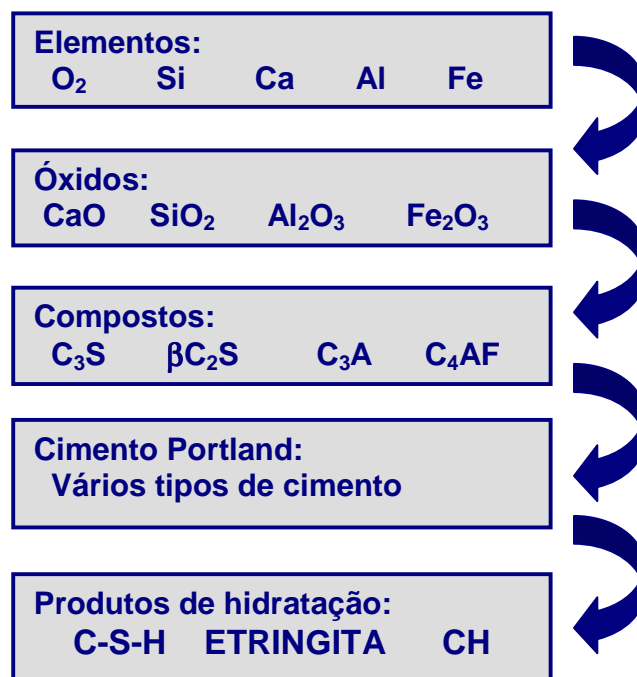 Elementos:
O₂ Si Ca Al Fe
Óxidos:
CaO SiO₂ Al₂O₃ Fe₂O₃
Compostos:
C₃S βC₂S C₃A C₄AF
Cimento Portland:
Vários tipos de cimento
Produtos de hidratação:
C-S-H ETRINGITA CH